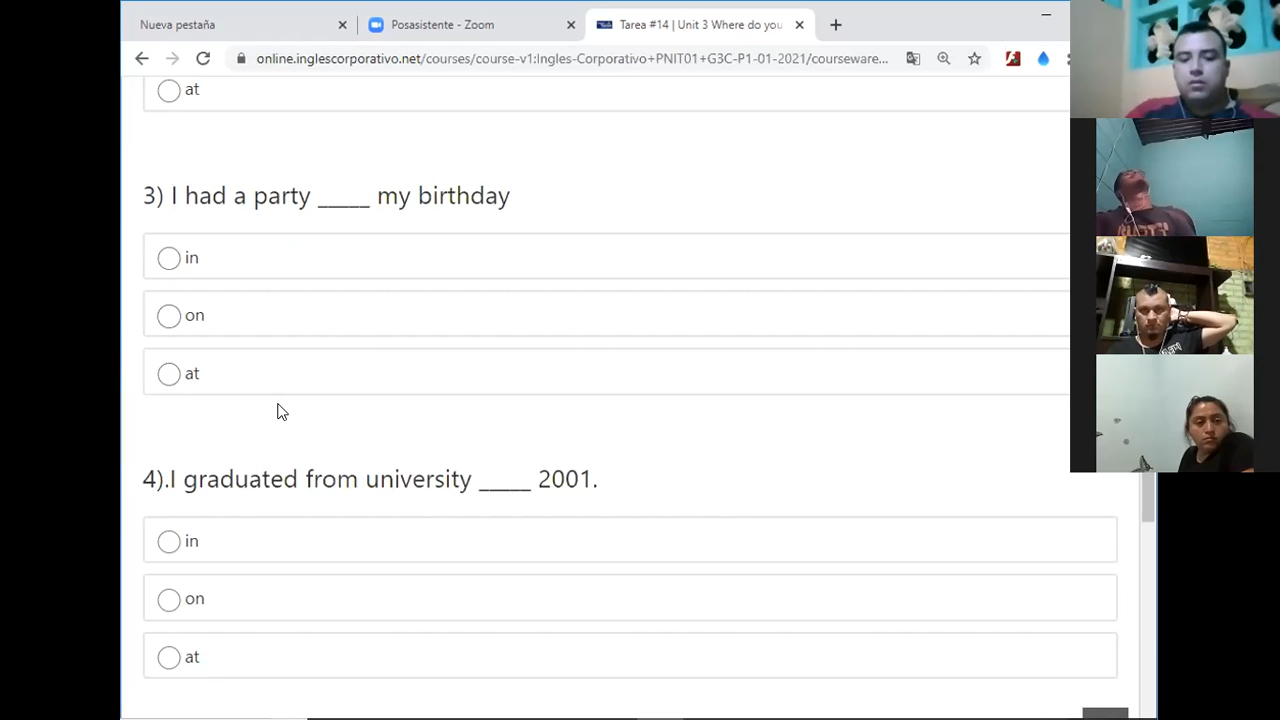 Nueva pestaña
Posasistente - Zoom
Tarea #14 | Unit 3 Where do you
online.inglescorporativo.net/courses/course-v1:Ingles-Corporativo+PNIT01+G3C-P1-01-2021/courseware...
at
3) I had a party _____ my birthday
in
on
at
4).I graduated from university _____ 2001.
in
on
at